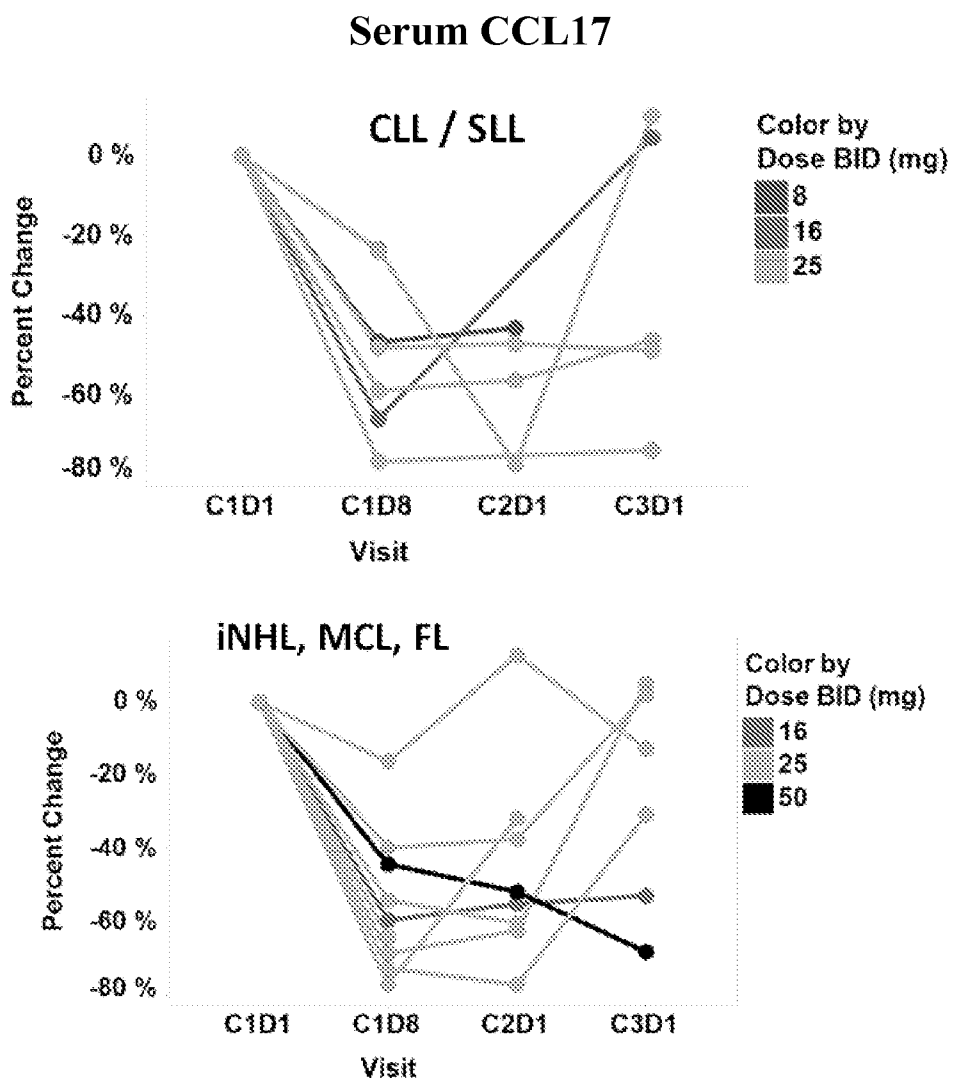 Serum CCL17
CLL / SLL
Color by
Dose BID (mg)
8
16
25
Percent Change
0 %
-20 %
-40 %
-60 %
-80 %
C1D1 C1D8 C2D1 C3D1
Visit
iNHL, MCL, FL
Color by
Dose BID (mg)
16
25
50
Percent Change
0 %
-20 %
-40 %
-60 %
-80 %
C1D1 C1D8 C2D1 C3D1
Visit